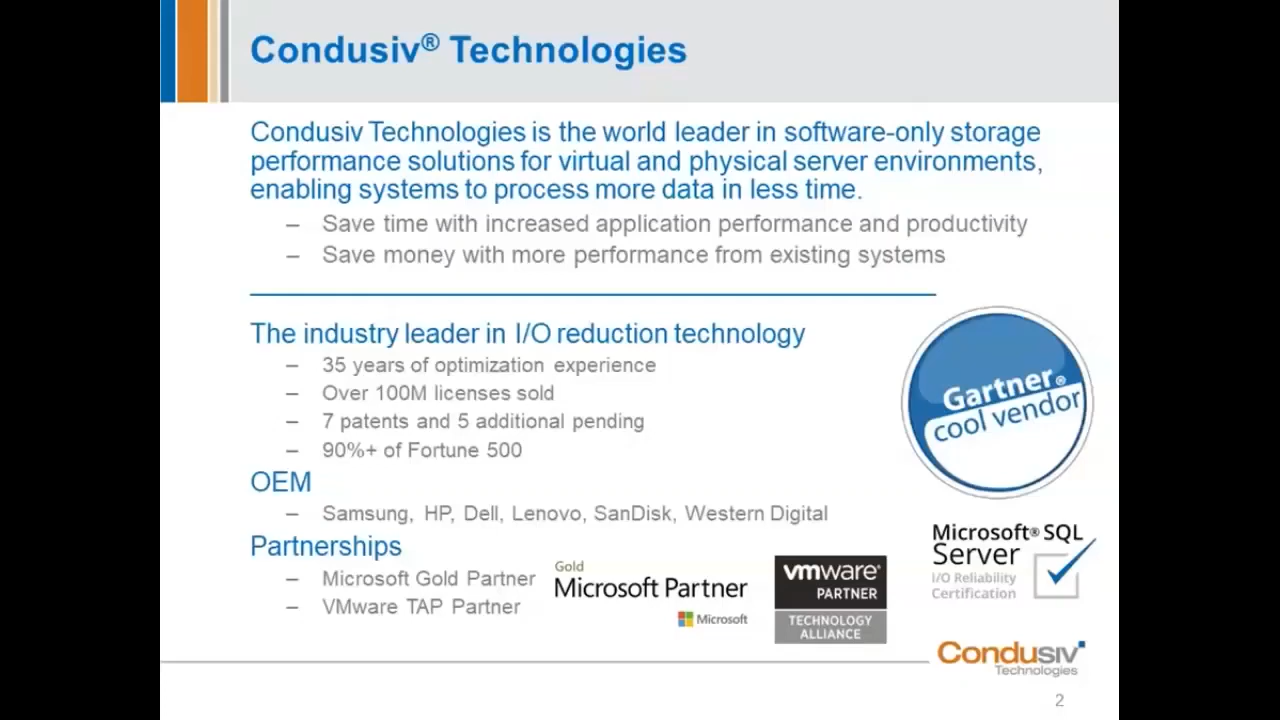 Condusiv® Technologies
Condusiv Technologies is the world leader in software-only storage
performance solutions for virtual and physical server environments,
enabling systems to process more data in less time.
– Save time with increased application performance and productivity
– Save money with more performance from existing systems
The industry leader in I/O reduction technology
– 35 years of optimization experience
– Over 100M licenses sold
– 7 patents and 5 additional pending
– 90%+ of Fortune 500
Gartner®
cool vendor
OEM
– Samsung, HP, Dell, Lenovo, SanDisk, Western Digital
Partnerships
– Microsoft Gold Partner
– VMware TAP Partner
Gold
Microsoft Partner
Microsoft
vmware®
PARTNER
TECHNOLOGY
ALLIANCE
Microsoft® SQL
Server
I/O Reliability
Certification
Condusiv
Technologies
2